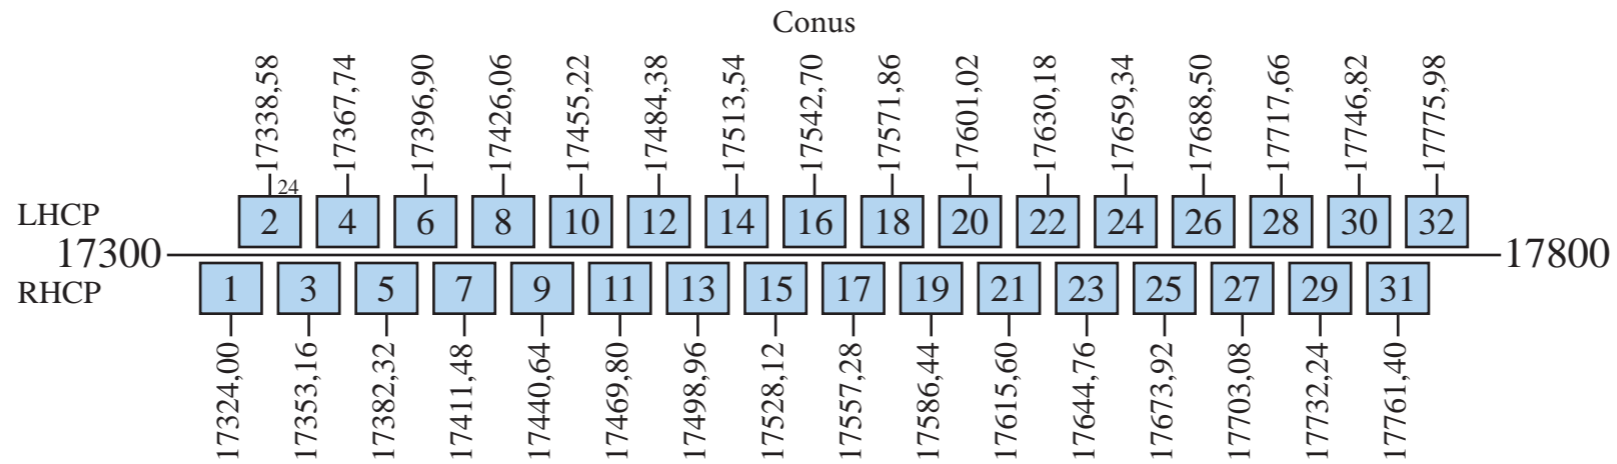 Conus
17338,58 17367,74 17396,90 17426,06 17455,22 17484,38 17513,54 17542,70 17571,86 17601,02 17630,18 17659,34 17688,50 17717,66 17746,82 17775,98
24
LHCP 2 4 6 8 10 12 14 16 18 20 22 24 26 28 30 32
17300 17800
RHCP 1 3 5 7 9 11 13 15 17 19 21 23 25 27 29 31
17324,00 17353,16 17382,32 17411,48 17440,64 17469,80 17498,96 17528,12 17557,28 17586,44 17615,60 17644,76 17673,92 17703,08 17732,24 17761,40